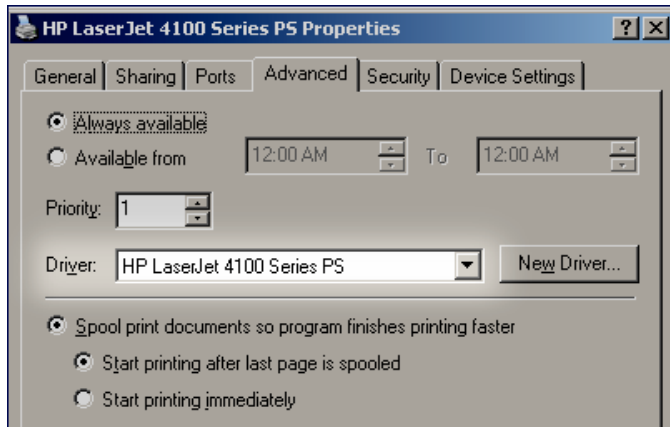 HP LaserJet 4100 Series PS Properties
General Sharing Ports Advanced Security Device Settings
Always available
Available from 12:00 AM To 12:00 AM
Priority: 1
Driver: HP LaserJet 4100 Series PS New Driver...
Spool print documents so program finishes printing faster
Start printing after last page is spooled
Start printing immediately